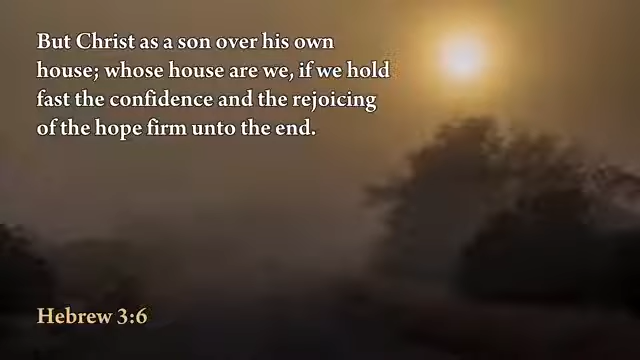 But Christ as a son over his own
house; whose house are we, if we hold
fast the confidence and the rejoicing
of the hope firm unto the end.
Hebrew 3:6